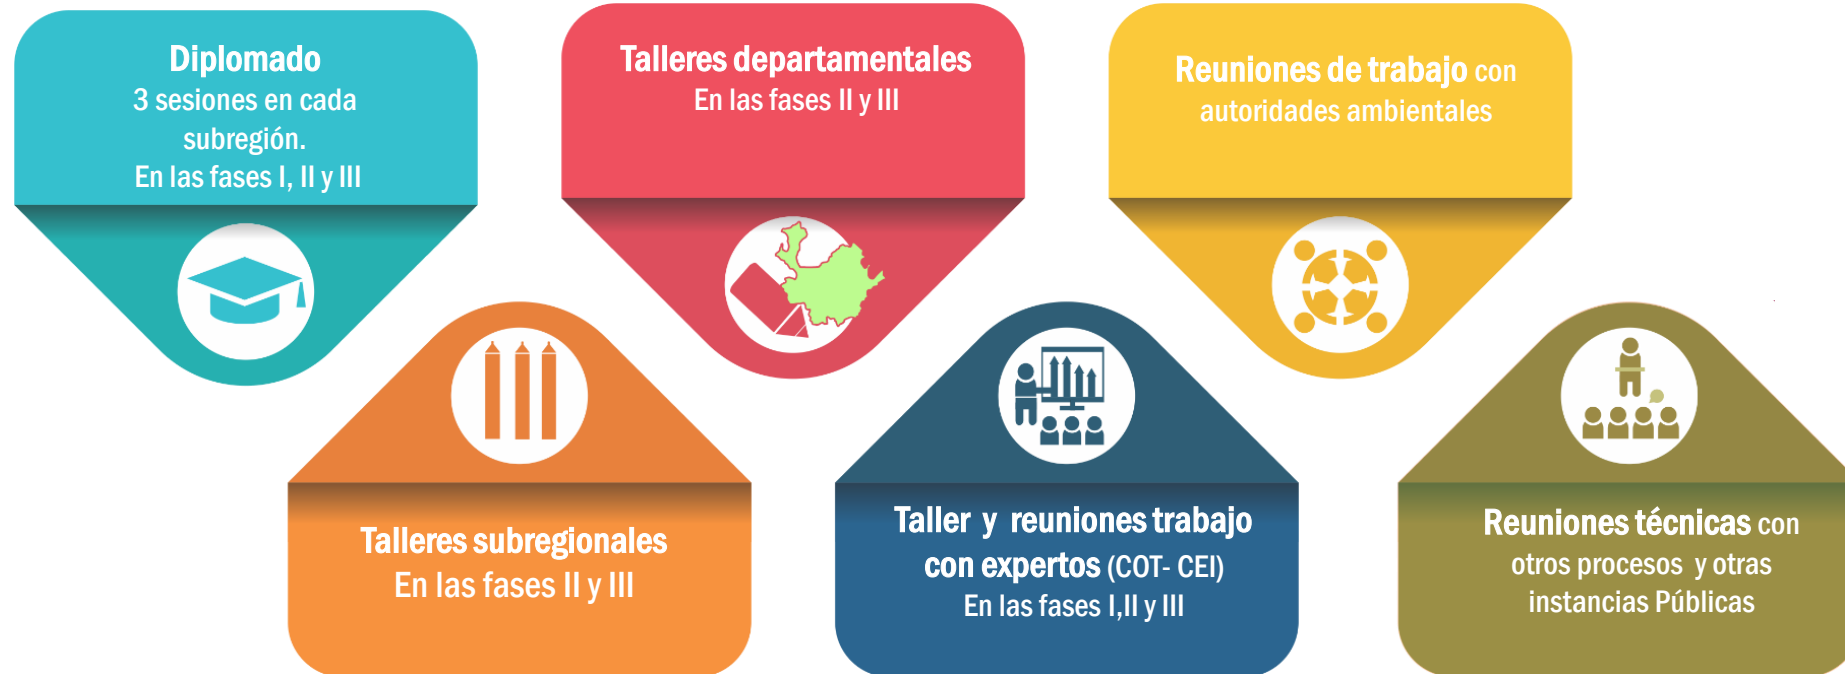 Diplomado
3 sesiones en cada
subregión.
En las fases I, II y III
Talleres departamentales
En las fases II y III
Reuniones de trabajo con
autoridades ambientales
Talleres subregionales
En las fases II y III
Taller y reuniones trabajo
con expertos (COT- CEI)
En las fases I,II y III
Reuniones técnicas con
otros procesos y otras
instancias Públicas